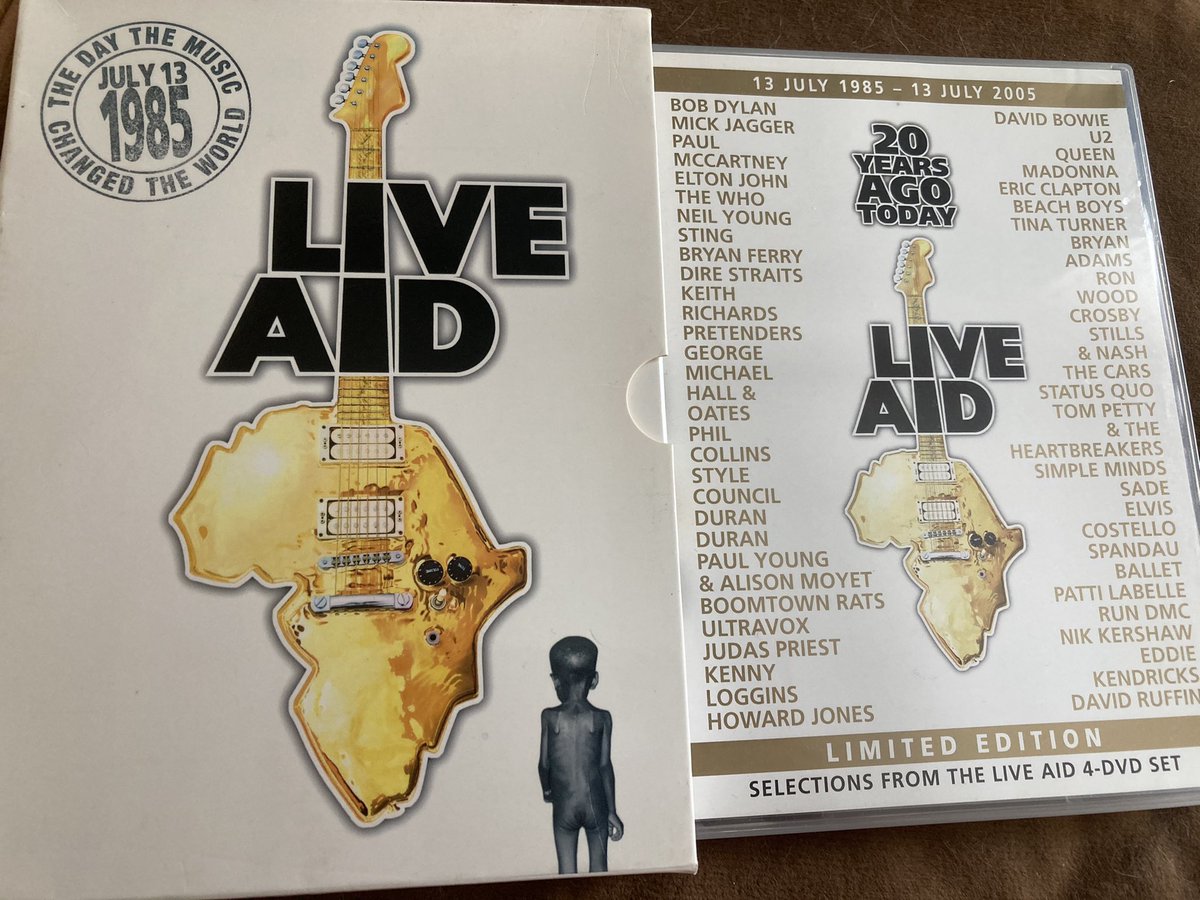 THE DAY THE MUSIC
JULY 13
1985
CHANGED THE WORLD
LIVE
AID
13 JULY 1985 – 13 JULY 2005
BOB DYLAN
MICK JAGGER
PAUL
MCCARTNEY
ELTON JOHN
THE WHO
NEIL YOUNG
STING
BRYAN FERRY
DIRE STRAITS
KEITH
RICHARDS
PRETENDERS
GEORGE
MICHAEL
HALL &
OATES
PHIL
COLLINS
STYLE
COUNCIL
DURAN
DURAN
PAUL YOUNG
& ALISON MOYET
BOOMTOWN RATS
ULTRAVOX
JUDAS PRIEST
KENNY
LOGGINS
HOWARD JONES
20
YEARS
AGO
TODAY
LIVE
AID
DAVID BOWIE
U2
QUEEN
MADONNA
ERIC CLAPTON
BEACH BOYS
TINA TURNER
BRYAN
ADAMS
RON
WOOD
CROSBY
STILLS
& NASH
THE CARS
STATUS QUO
TOM PETTY
& THE
HEARTBREAKERS
SIMPLE MINDS
SADE
ELVIS
COSTELLO
SPANDAU
BALLET
PATTI LABELLE
RUN DMC
NIK KERSHAW
EDDIE
KENDRICKS
DAVID RUFFIN
LIMITED EDITION
SELECTIONS FROM THE LIVE AID 4-DVD SET